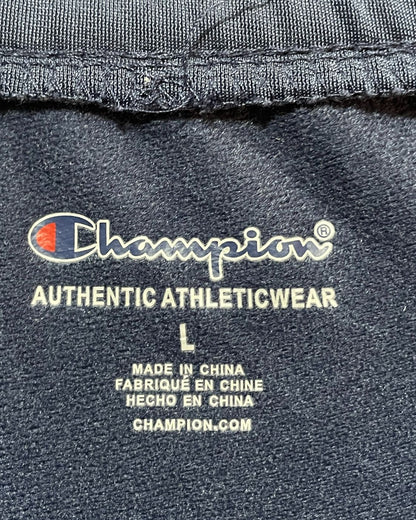 Champion®
AUTHENTIC ATHLETICWEAR
L
MADE IN CHINA
FABRIQUÉ EN CHINE
HECHO EN CHINA
CHAMPION.COM